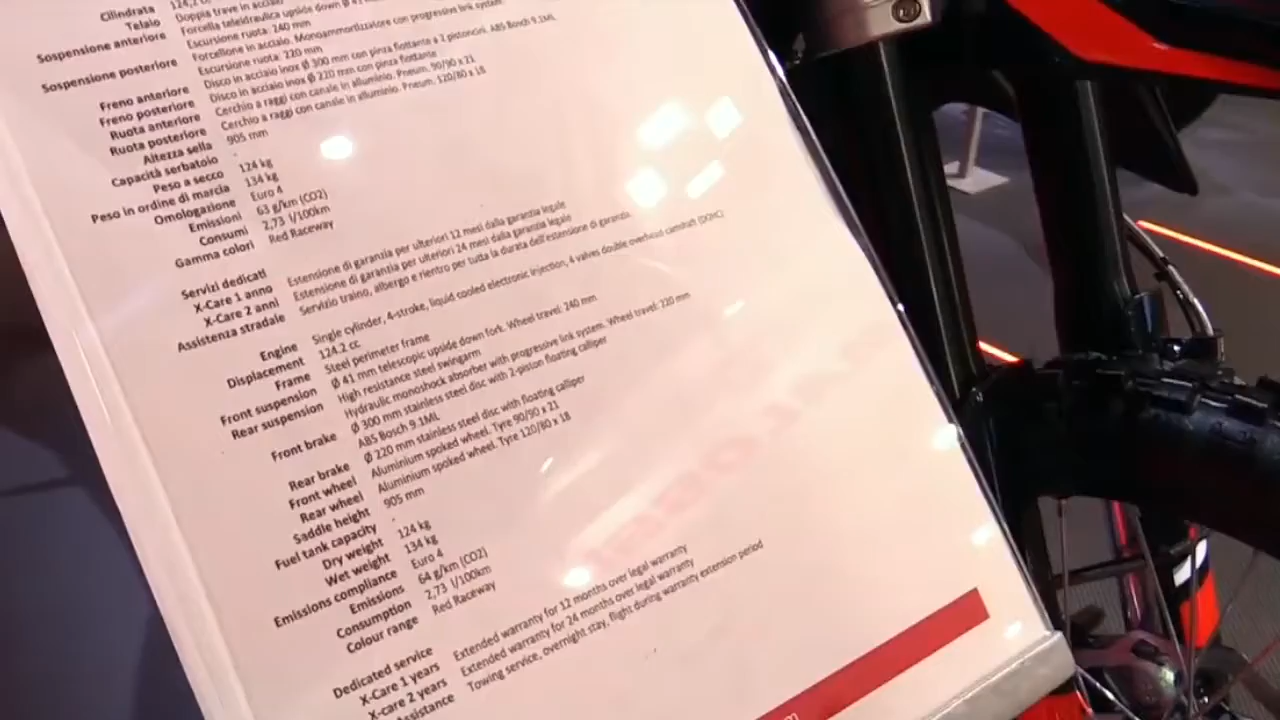 Cilindrata 124,2 cc
Telaio Doppia trave in acciaio
Sospensione anteriore Forcella teleidraulica upside down Ø 41
Escursione ruota: 240 mm
Sospensione posteriore Forcellone in acciaio. Monoammortizzatore con progressive link system
Escursione ruota: 220 mm
Freno anteriore Disco in acciaio inox Ø 300 mm con pinza flottante a 2 pistoncini. ABS Bosch 9.1ML
Freno posteriore Disco in acciaio inox Ø 220 mm con pinza flottante
Ruota anteriore Cerchio a raggi con canale in alluminio. Pneum. 90/90 x 21
Ruota posteriore Cerchio a raggi con canale in alluminio. Pneum. 120/80 x 18
Altezza sella 905 mm
Capacità serbatoio -
Peso a secco 124 kg
Peso in ordine di marcia 134 kg
Omologazione Euro 4
Emissioni 63 g/km (CO2)
Consumi 2,73 l/100km
Gamma colori Red Raceway
Servizi dedicati
X-Care 1 anno Estensione di garanzia per ulteriori 12 mesi dalla garanzia legale
X-Care 2 anni Estensione di garanzia per ulteriori 24 mesi dalla garanzia legale
Assistenza stradale Servizio traino, albergo e rientro per tutta la durata dell'estensione di garanzia.
Engine Single cylinder, 4-stroke, liquid cooled electronic injection, 4 valves double overhead camshaft (DOHC)
Displacement 124.2 cc
Frame Steel perimeter frame
Front suspension Ø 41 mm telescopic upside down fork. Wheel travel: 240 mm
Rear suspension High resistance steel swingarm
Hydraulic monoshock absorber with progressive link system. Wheel travel: 220 mm
Front brake Ø 300 mm stainless steel disc with 2-piston floating calliper
ABS Bosch 9.1ML
Rear brake Ø 220 mm stainless steel disc with floating calliper
Front wheel Aluminium spoked wheel. Tyre 90/90 x 21
Rear wheel Aluminium spoked wheel. Tyre 120/80 x 18
Saddle height 905 mm
Fuel tank capacity -
Dry weight 124 kg
Wet weight 134 kg
Emissions compliance Euro 4
Emissions 64 g/km (CO2)
Consumption 2,73 l/100km
Colour range Red Raceway
Dedicated service
X-Care 1 years Extended warranty for 12 months over legal warranty
X-care 2 years Extended warranty for 24 months over legal warranty
Assistance Towing service, overnight stay, flight during warranty extension period